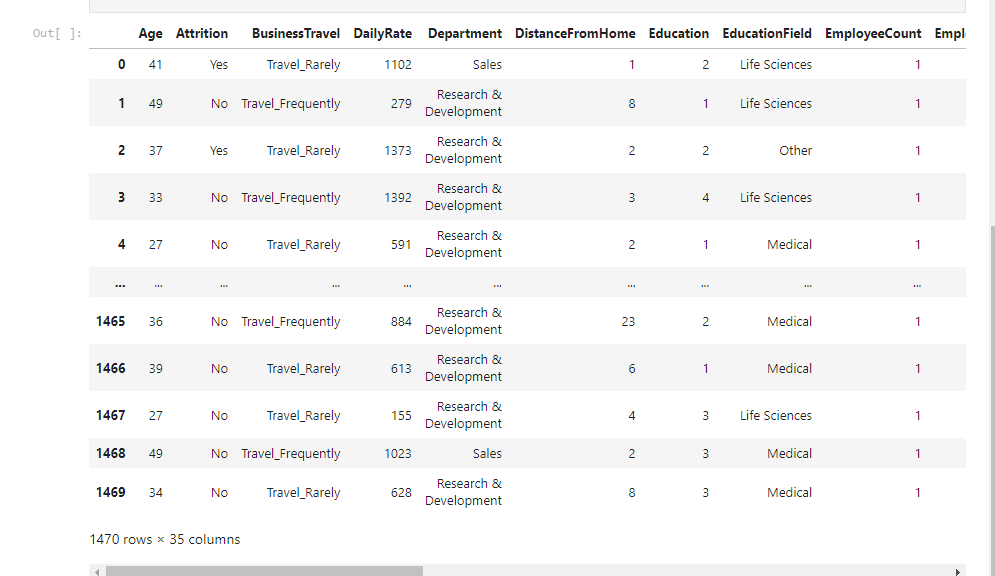 Out[ ]:
Age Attrition BusinessTravel DailyRate Department DistanceFromHome Education EducationField EmployeeCount Empl
0 41 Yes Travel_Rarely 1102 Sales 1 2 Life Sciences 1
1 49 No Travel_Frequently 279 Research & Development 8 1 Life Sciences 1
2 37 Yes Travel_Rarely 1373 Research & Development 2 2 Other 1
3 33 No Travel_Frequently 1392 Research & Development 3 4 Life Sciences 1
4 27 No Travel_Rarely 591 Research & Development 2 1 Medical 1
... ... ... ... ... ... ... ... ... ...
1465 36 No Travel_Frequently 884 Research & Development 23 2 Medical 1
1466 39 No Travel_Rarely 613 Research & Development 6 1 Medical 1
1467 27 No Travel_Rarely 155 Research & Development 4 3 Life Sciences 1
1468 49 No Travel_Frequently 1023 Sales 2 3 Medical 1
1469 34 No Travel_Rarely 628 Research & Development 8 3 Medical 1
1470 rows × 35 columns